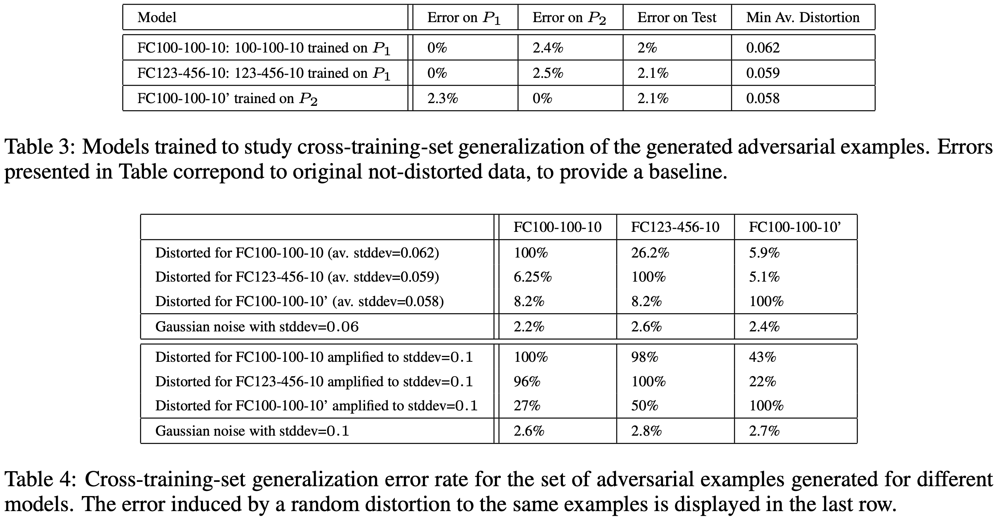 Model Error on P1 Error on P2 Error on Test Min Av. Distortion
FC100-100-10: 100-100-10 trained on P1 0% 2.4% 2% 0.062
FC123-456-10: 123-456-10 trained on P1 0% 2.5% 2.1% 0.059
FC100-100-10’ trained on P2 2.3% 0% 2.1% 0.058
Table 3: Models trained to study cross-training-set generalization of the generated adversarial examples. Errors
presented in Table correpond to original not-distorted data, to provide a baseline.
FC100-100-10 FC123-456-10 FC100-100-10’
Distorted for FC100-100-10 (av. stddev=0.062) 100% 26.2% 5.9%
Distorted for FC123-456-10 (av. stddev=0.059) 6.25% 100% 5.1%
Distorted for FC100-100-10’ (av. stddev=0.058) 8.2% 8.2% 100%
Gaussian noise with stddev=0.06 2.2% 2.6% 2.4%
Distorted for FC100-100-10 amplified to stddev=0.1 100% 98% 43%
Distorted for FC123-456-10 amplified to stddev=0.1 96% 100% 22%
Distorted for FC100-100-10’ amplified to stddev=0.1 27% 50% 100%
Gaussian noise with stddev=0.1 2.6% 2.8% 2.7%
Table 4: Cross-training-set generalization error rate for the set of adversarial examples generated for different
models. The error induced by a random distortion to the same examples is displayed in the last row.